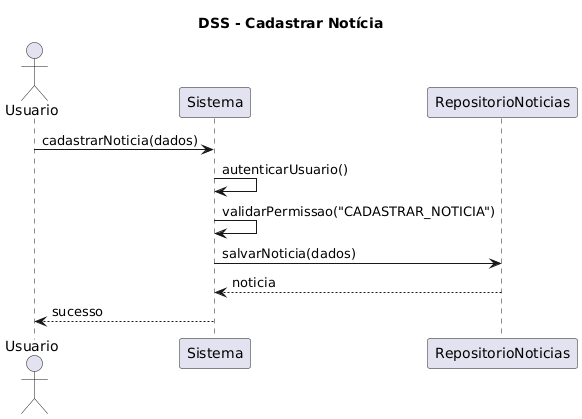 DSS - Cadastrar Notícia
Usuario
Sistema
RepositorioNoticias
cadastrarNoticia(dados)
autenticarUsuario()
validarPermissao("CADASTRAR_NOTICIA")
salvarNoticia(dados)
noticia
sucesso
Usuario
Sistema
RepositorioNoticias